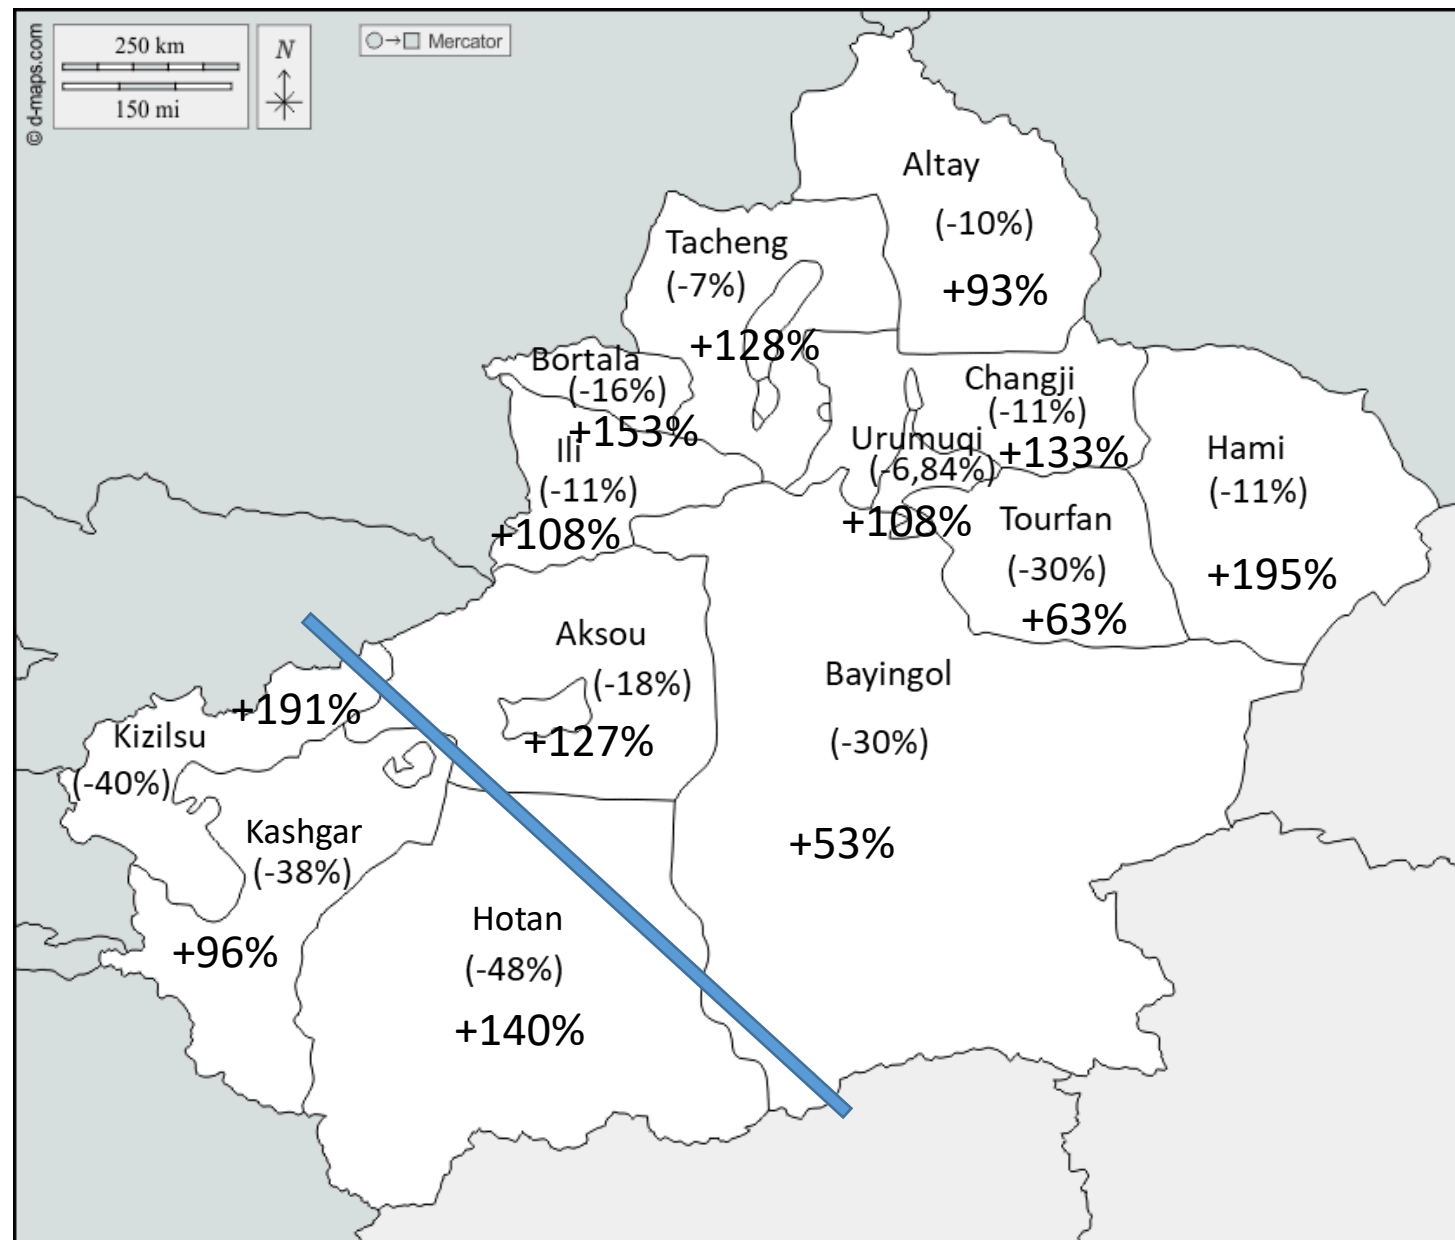 © d-maps.com
250 km
150 mi
N
Mercator
Altay
(-10%)
+93%
Tacheng
(-7%)
+128%
Bortala
(-16%)
+153%
Ili
(-11%)
+108%
Changji
(-11%)
+133%
Urumuqi
(-6,84%)
+108%
Hami
(-11%)
+195%
Tourfan
(-30%)
+63%
Aksou
(-18%)
+127%
Bayingol
(-30%)
+53%
+191%
Kizilsu
(-40%)
Kashgar
(-38%)
+96%
Hotan
(-48%)
+140%